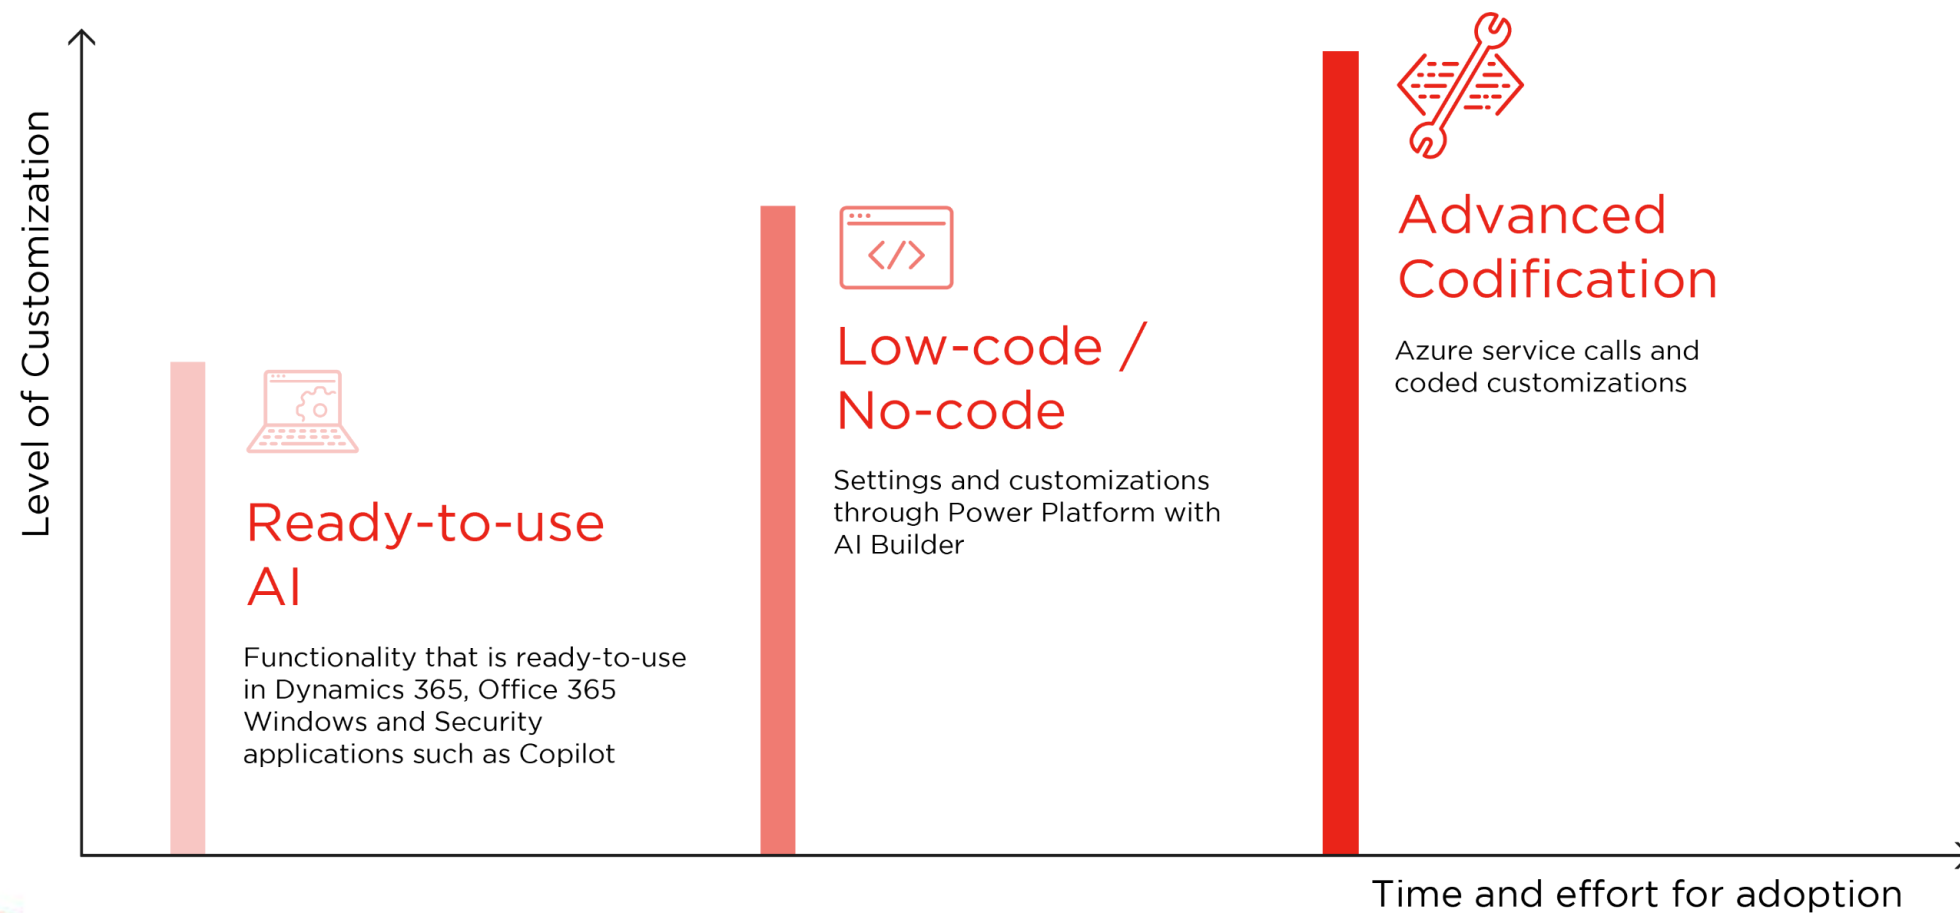 Level of Customization
Ready-to-use
AI
Functionality that is ready-to-use
in Dynamics 365, Office 365
Windows and Security
applications such as Copilot
</>
Low-code /
No-code
Settings and customizations
through Power Platform with
AI Builder
Advanced
Codification
Azure service calls and
coded customizations
Time and effort for adoption